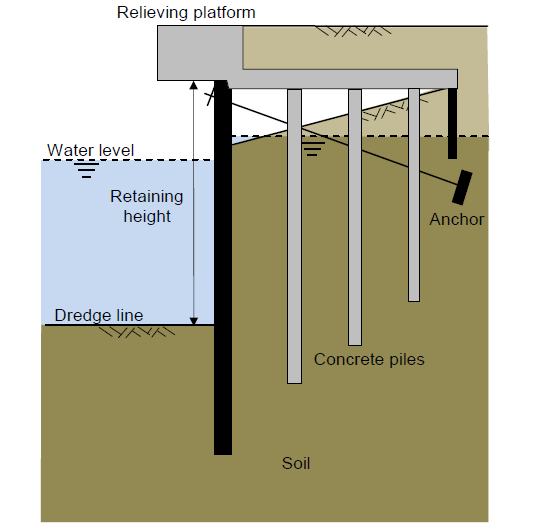 Relieving platform
Water level
Retaining
height
Anchor
Dredge line
Concrete piles
Soil